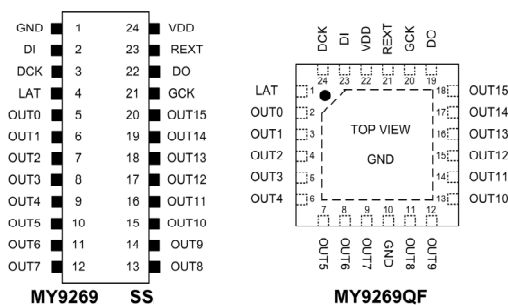 GND 1 24 VDD
DI 2 23 REXT
DCK 3 22 DO
LAT 4 21 GCK
OUT0 5 20 OUT15
OUT1 6 19 OUT14
OUT2 7 18 OUT13
OUT3 8 17 OUT12
OUT4 9 16 OUT11
OUT5 10 15 OUT10
OUT6 11 14 OUT9
OUT7 12 13 OUT8
MY9269 SS
DCK DI VDD REXT GCK DO
24 23 22 21 20 19
LAT 1 18 OUT15
OUT0 2 17 OUT14
OUT1 3 TOP VIEW 16 OUT13
OUT2 4 GND 15 OUT12
OUT3 5 14 OUT11
OUT4 6 13 OUT10
7 8 9 10 11 12
OUT5 OUT6 OUT7 GND OUT8 OUT9
MY9269QF